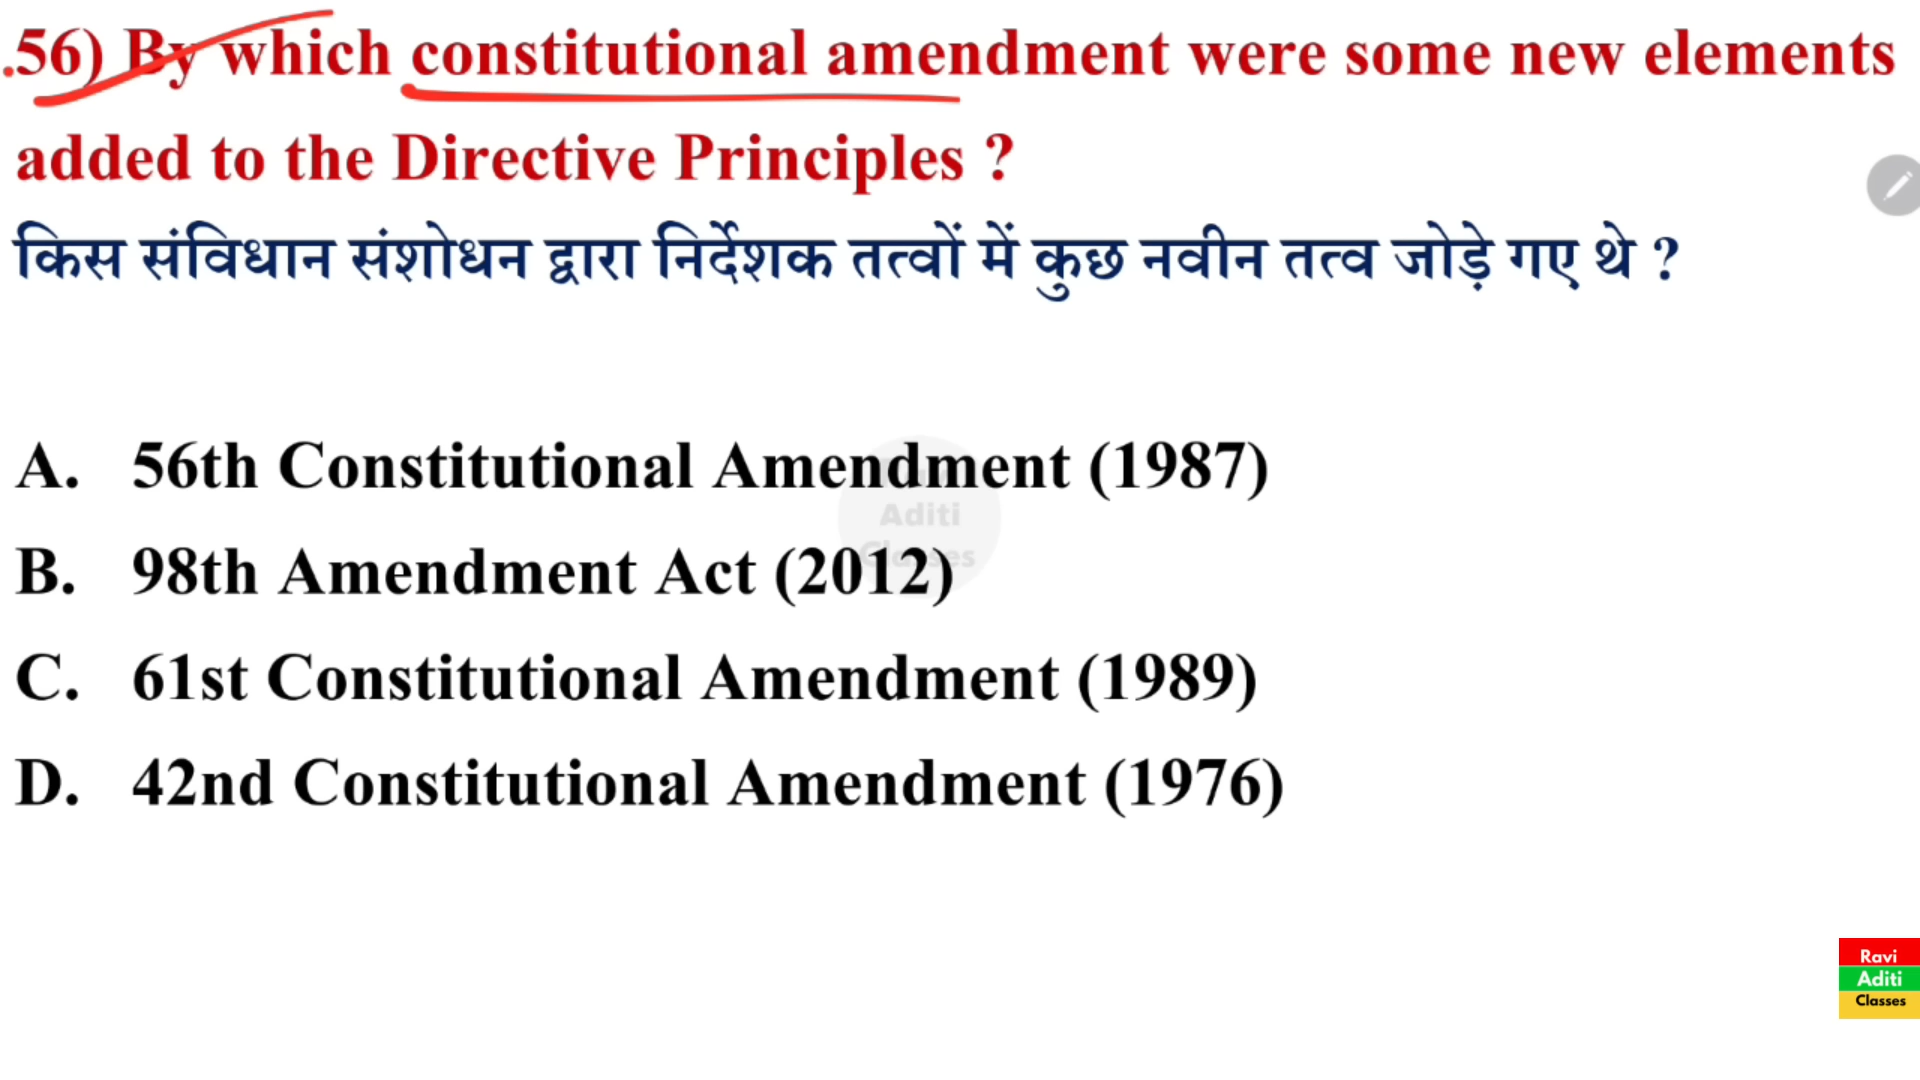 .56) By which constitutional amendment were some new elements
added to the Directive Principles ?
किस संविधान संशोधन द्वारा निर्देशक तत्वों में कुछ नवीन तत्व जोड़े गए थे ?
A. 56th Constitutional Amendment (1987)
Aditi
Classes
B. 98th Amendment Act (2012)
C. 61st Constitutional Amendment (1989)
D. 42nd Constitutional Amendment (1976)
Ravi
Aditi
Classes